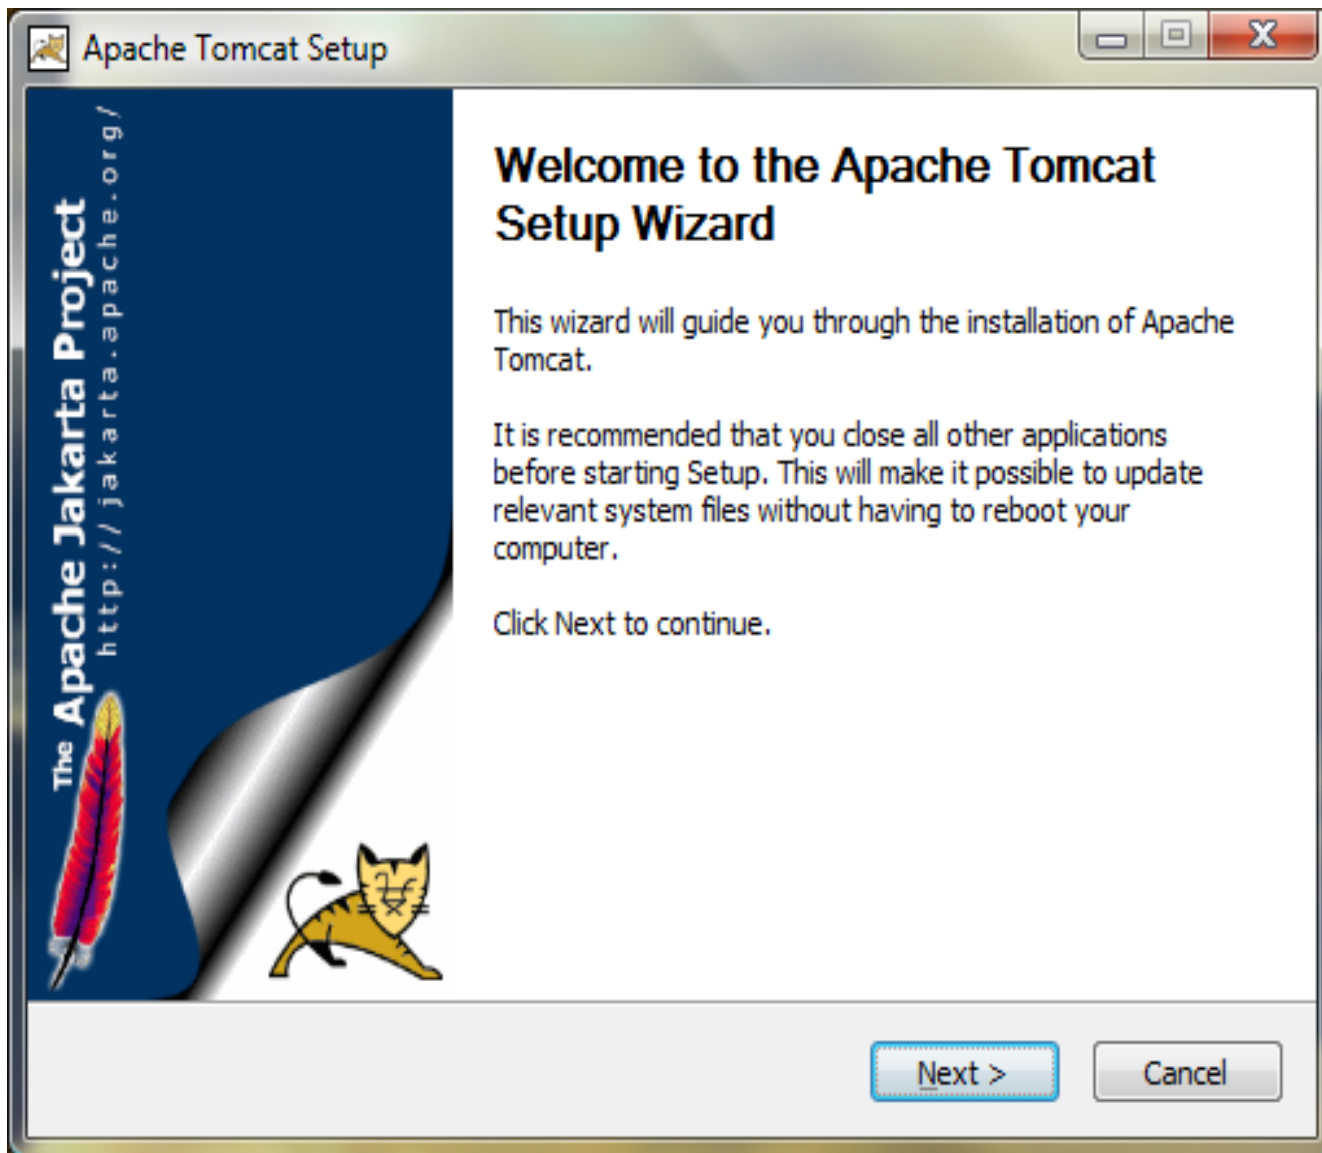 Apache Tomcat Setup
The Apache Jakarta Project
http://jakarta.apache.org/
Welcome to the Apache Tomcat
Setup Wizard
This wizard will guide you through the installation of Apache
Tomcat.
It is recommended that you close all other applications
before starting Setup. This will make it possible to update
relevant system files without having to reboot your
computer.
Click Next to continue.
Next >
Cancel